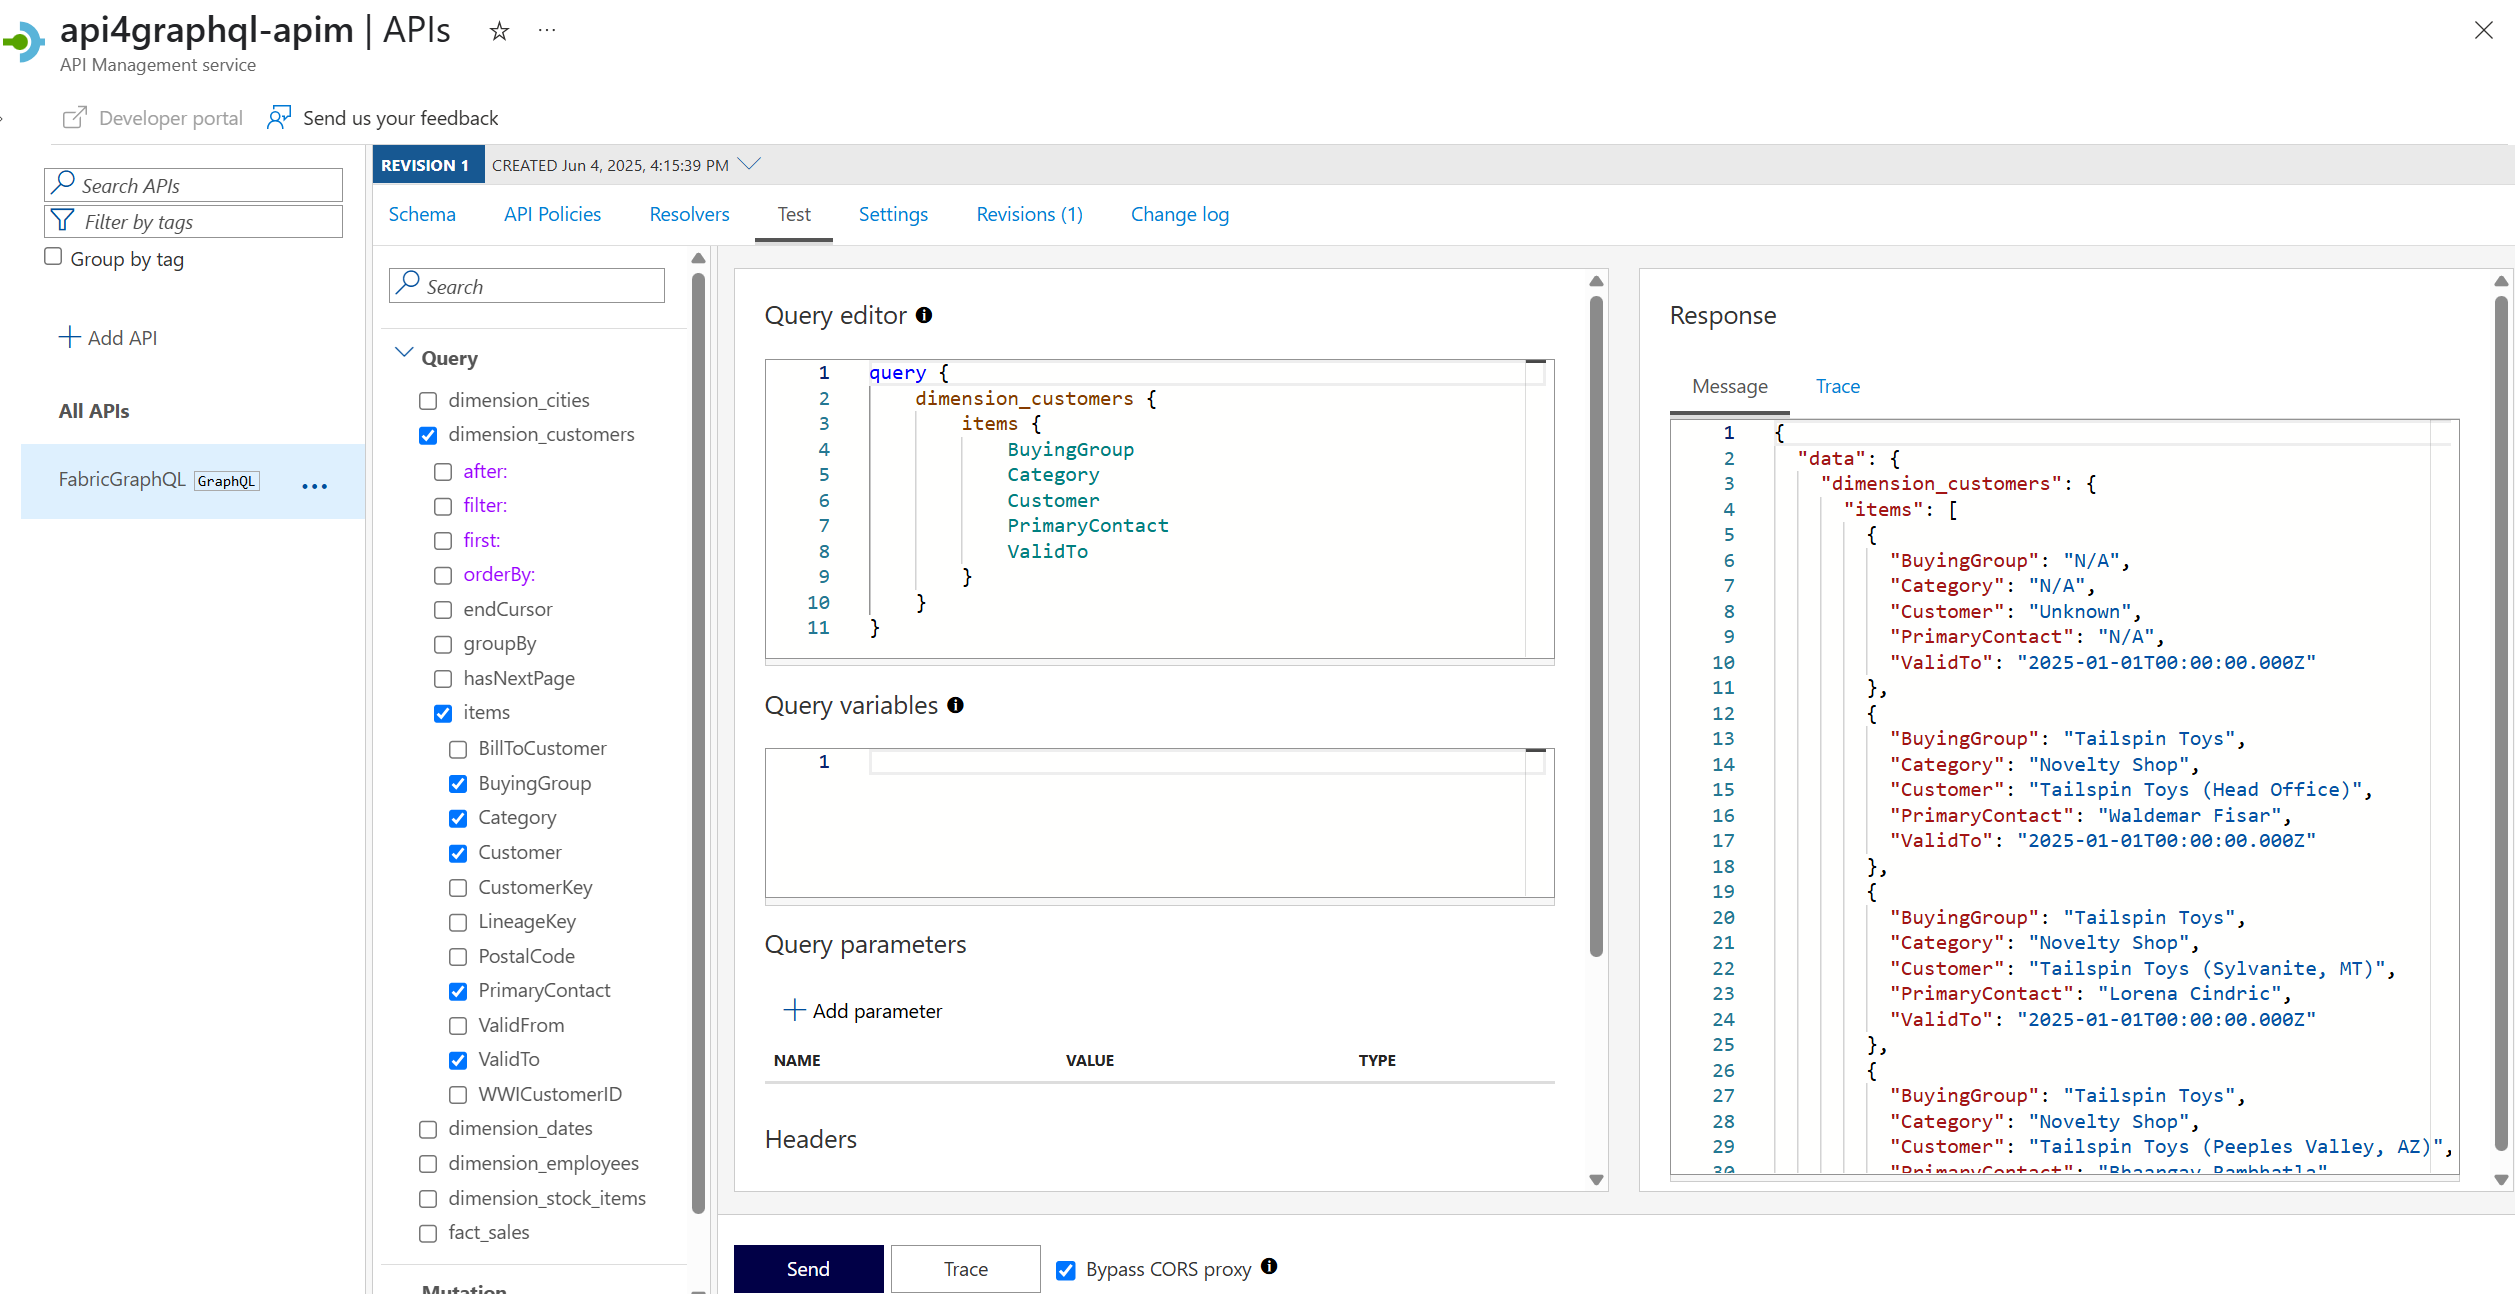 api4graphql-apim | APIs
API Management service
Developer portal
Send us your feedback
Search APIs
Filter by tags
Group by tag
Add API
All APIs
FabricGraphQL GraphQL
REVISION 1 CREATED Jun 4, 2025, 4:15:39 PM
Schema API Policies Resolvers Test Settings Revisions (1) Change log
Search
Query
dimension_cities
dimension_customers
after:
filter:
first:
orderBy:
endCursor
groupBy
hasNextPage
items
BillToCustomer
BuyingGroup
Category
Customer
CustomerKey
LineageKey
PostalCode
PrimaryContact
ValidFrom
ValidTo
WWICustomerID
dimension_dates
dimension_employees
dimension_stock_items
fact_sales
Mutation
Query editor
1 query {
2 dimension_customers {
3 items {
4 BuyingGroup
5 Category
6 Customer
7 PrimaryContact
8 ValidTo
9 }
10 }
11 }
Query variables
1
Query parameters
Add parameter
NAME VALUE TYPE
Headers
Send Trace Bypass CORS proxy
Response
Message Trace
1 {
2 "data": {
3 "dimension_customers": {
4 "items": [
5 {
6 "BuyingGroup": "N/A",
7 "Category": "N/A",
8 "Customer": "Unknown",
9 "PrimaryContact": "N/A",
10 "ValidTo": "2025-01-01T00:00:00.000Z"
11 },
12 {
13 "BuyingGroup": "Tailspin Toys",
14 "Category": "Novelty Shop",
15 "Customer": "Tailspin Toys (Head Office)",
16 "PrimaryContact": "Waldemar Fisar",
17 "ValidTo": "2025-01-01T00:00:00.000Z"
18 },
19 {
20 "BuyingGroup": "Tailspin Toys",
21 "Category": "Novelty Shop",
22 "Customer": "Tailspin Toys (Sylvanite, MT)",
23 "PrimaryContact": "Lorena Cindric",
24 "ValidTo": "2025-01-01T00:00:00.000Z"
25 },
26 {
27 "BuyingGroup": "Tailspin Toys",
28 "Category": "Novelty Shop",
29 "Customer": "Tailspin Toys (Peeples Valley, AZ)",
30 "PrimaryContact": "Bhaargav Rambhatla"